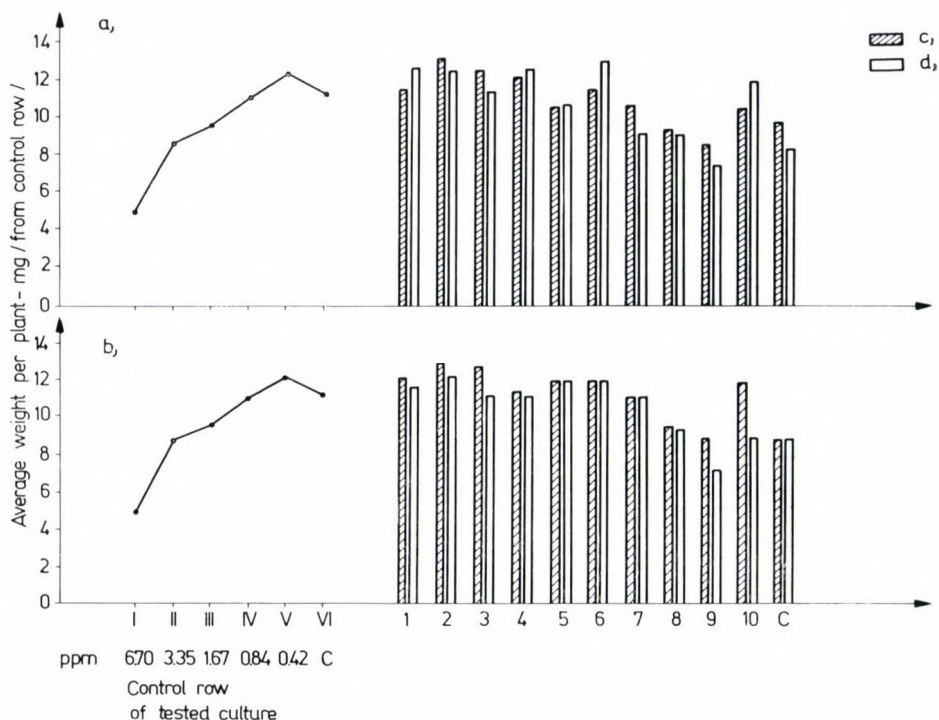 a,
c,
d,
14
12
10
8
6
4
2
0
b,
14
12
10
8
6
4
2
0
Average weight per plant - mg / from control row /
I II III IV V VI 1 2 3 4 5 6 7 8 9 10 C
ppm 6.70 3.35 1.67 0.84 0.42 C
Control row
of tested culture